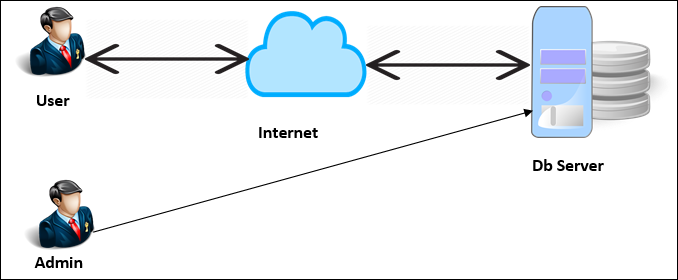 User
Internet
Db Server
Admin